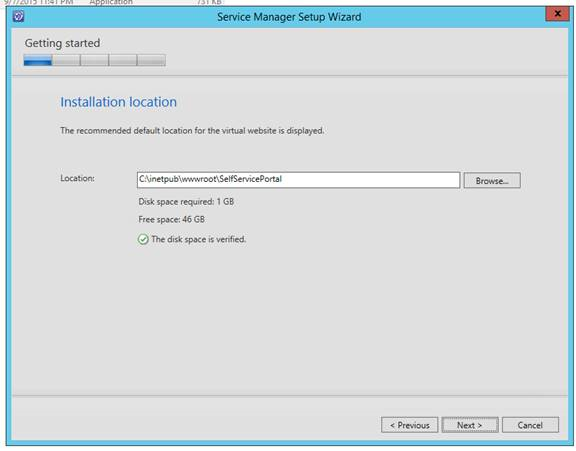 9/7/2015 11:41 PM Application 731 KB
Service Manager Setup Wizard
x
Getting started
Installation location
The recommended default location for the virtual website is displayed.
Location: C:\inetpub\wwwroot\SelfServicePortal Browse...
Disk space required: 1 GB
Free space: 46 GB
The disk space is verified.
< Previous Next > Cancel